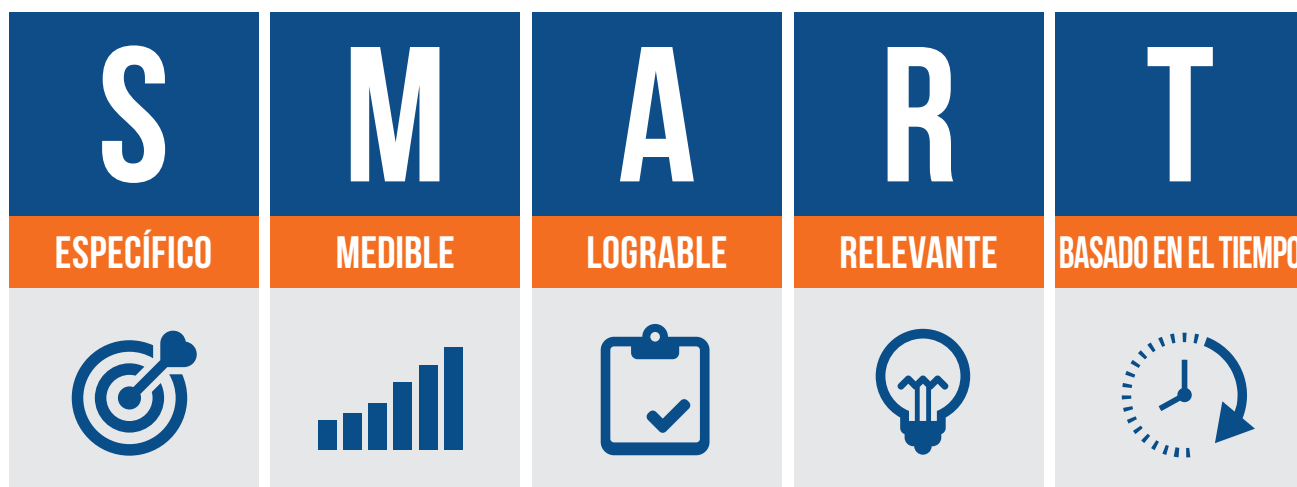 S M A R T
ESPECÍFICO MEDIBLE LOGRABLE RELEVANTE BASADO EN EL TIEMPO